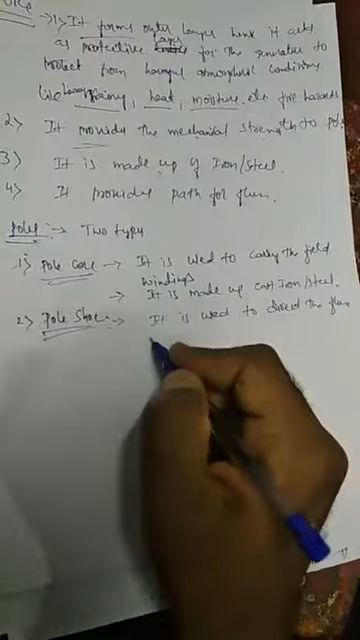 1) It forms outer layer hence it acts
as protective layer for the generator to
protect from harmful atmospherical conditions
like heat, moisture. etc fire hazards
2) It provides the mechanical strength to pole
3) It is made up of Iron/steel.
4) It provides path for flux.
Poles :→ Two types
1) Pole Core → It is used to carry the field
windings
→ It is made up cast Iron/steel.
2) Pole Shoe :→ It is used to direct the flux